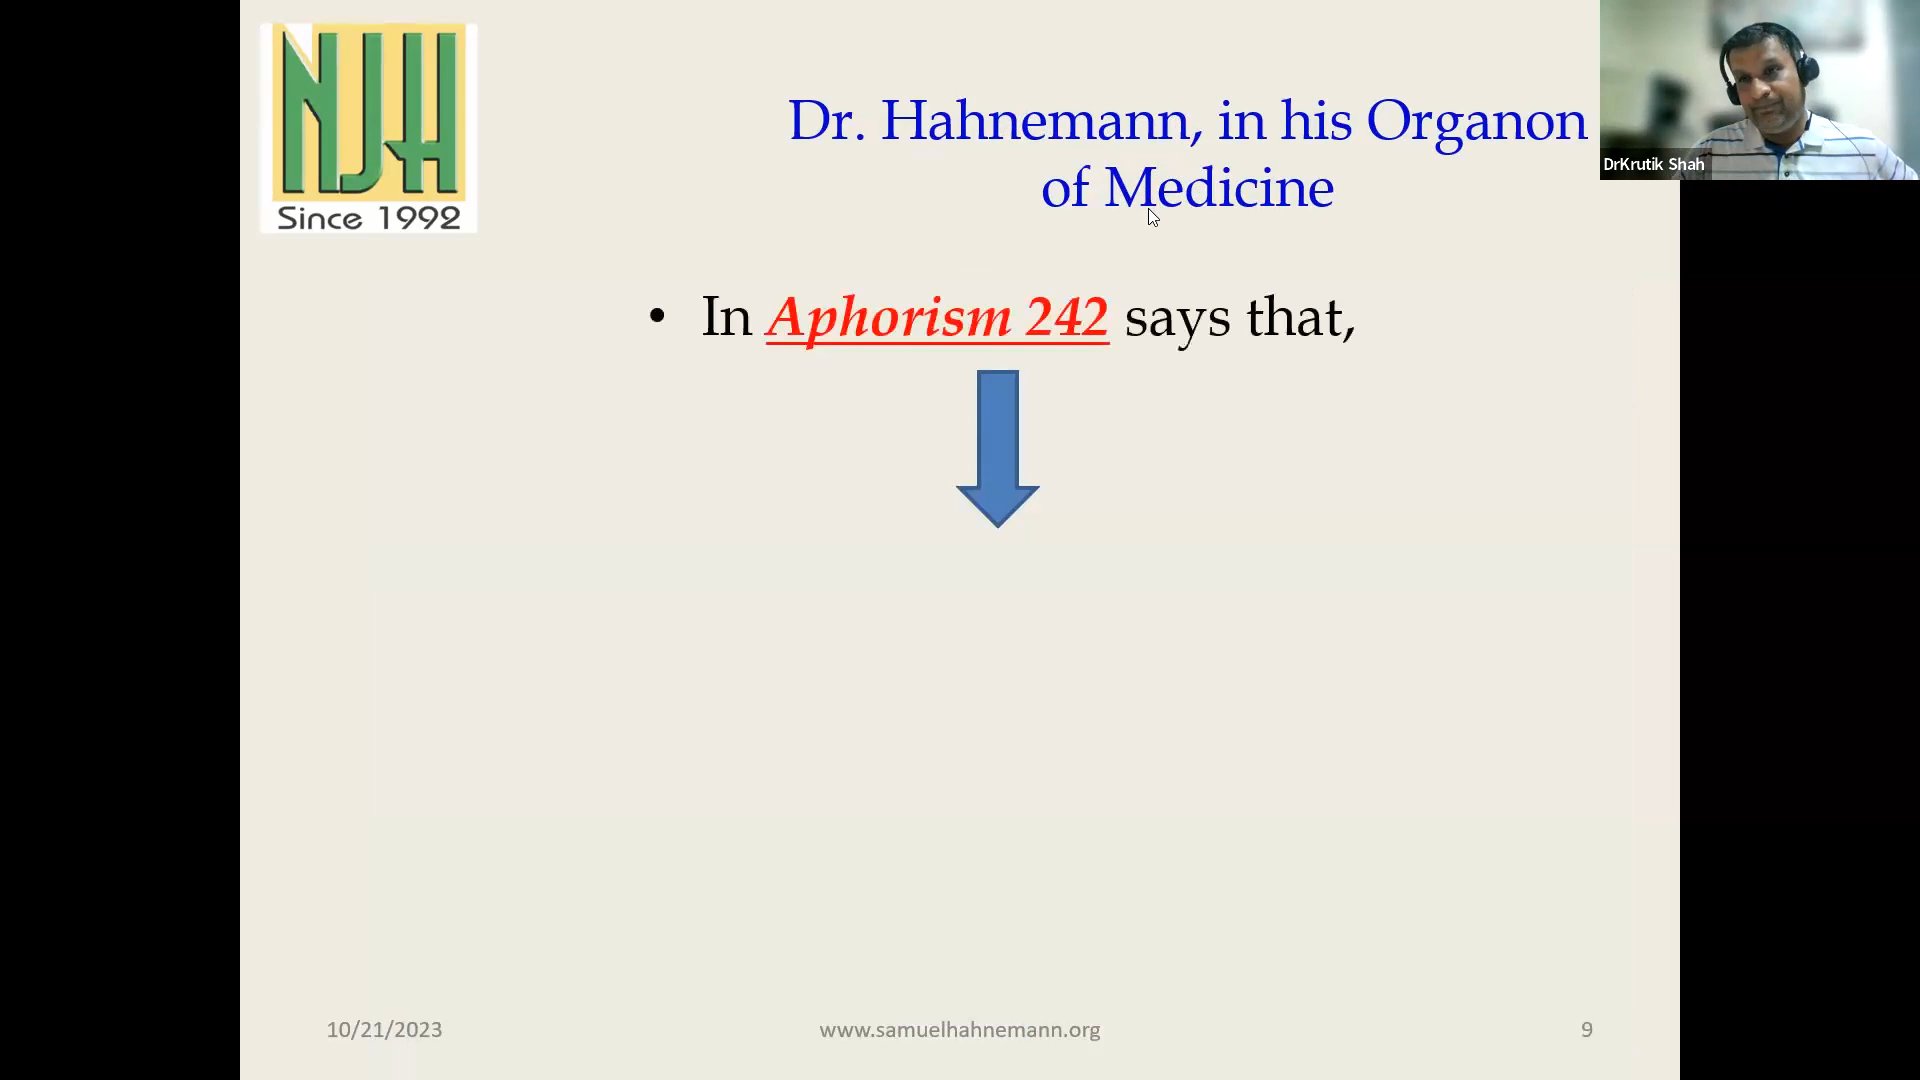 NJH
Since 1992
Dr. Hahnemann, in his Organon
of Medicine
DrKrutik Shah
• In Aphorism 242 says that,
10/21/2023
www.samuelhahnemann.org
9